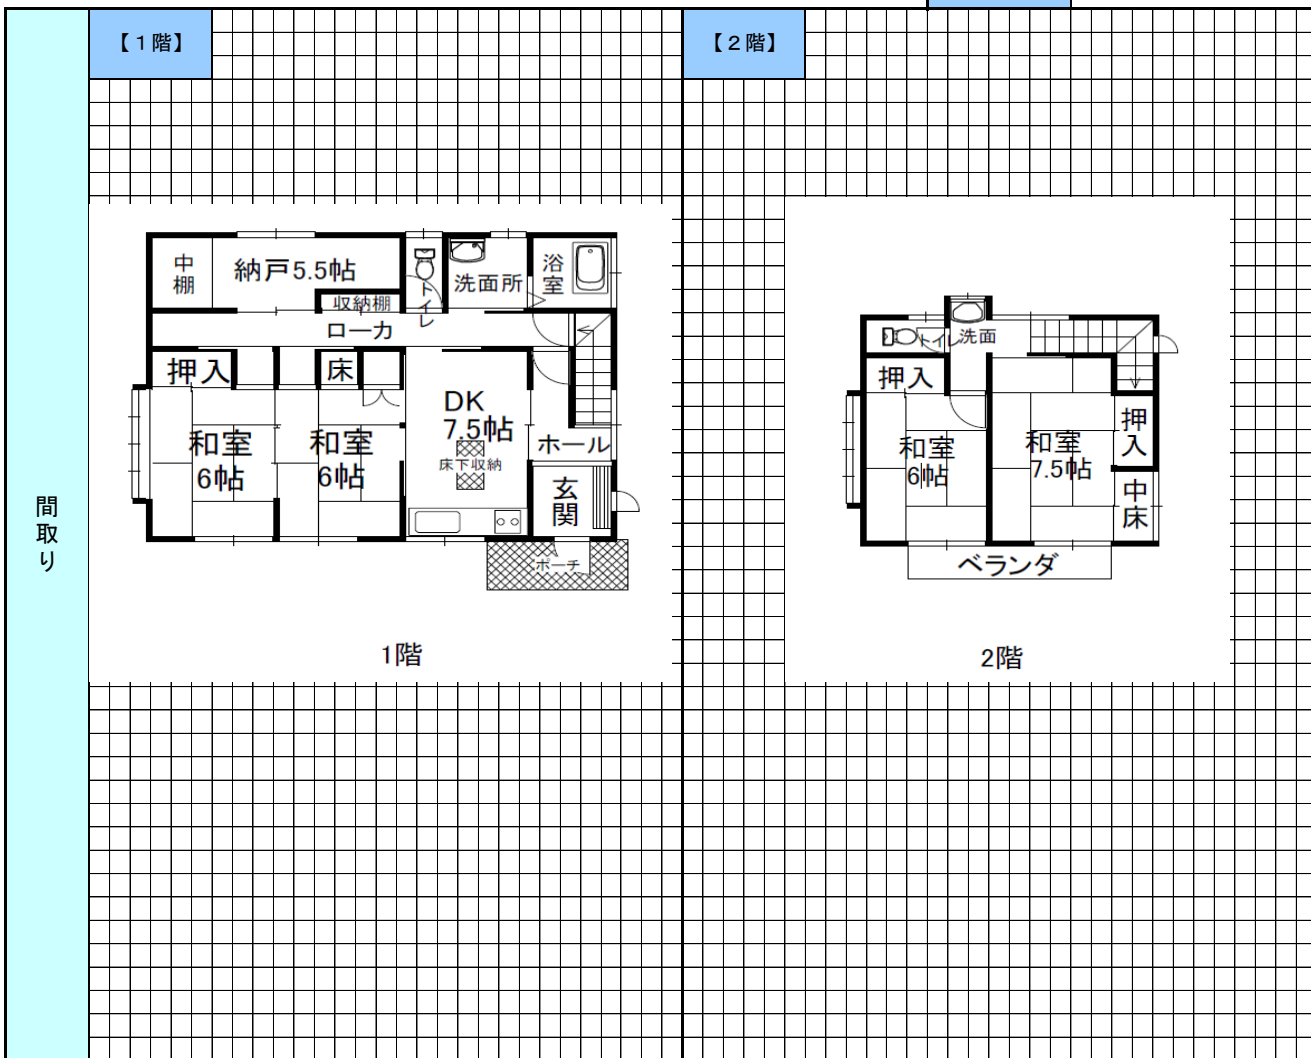 【１階】
【２階】
間取り
中棚
納戸5.5帖
収納棚
トイレ
洗面所
浴室
ローカ
押入
床
DK
7.5帖
床下収納
和室
6帖
和室
6帖
ホール
玄関
ポーチ
1階
トイレ
洗面
押入
和室
6帖
和室
7.5帖
押入
中床
ベランダ
2階